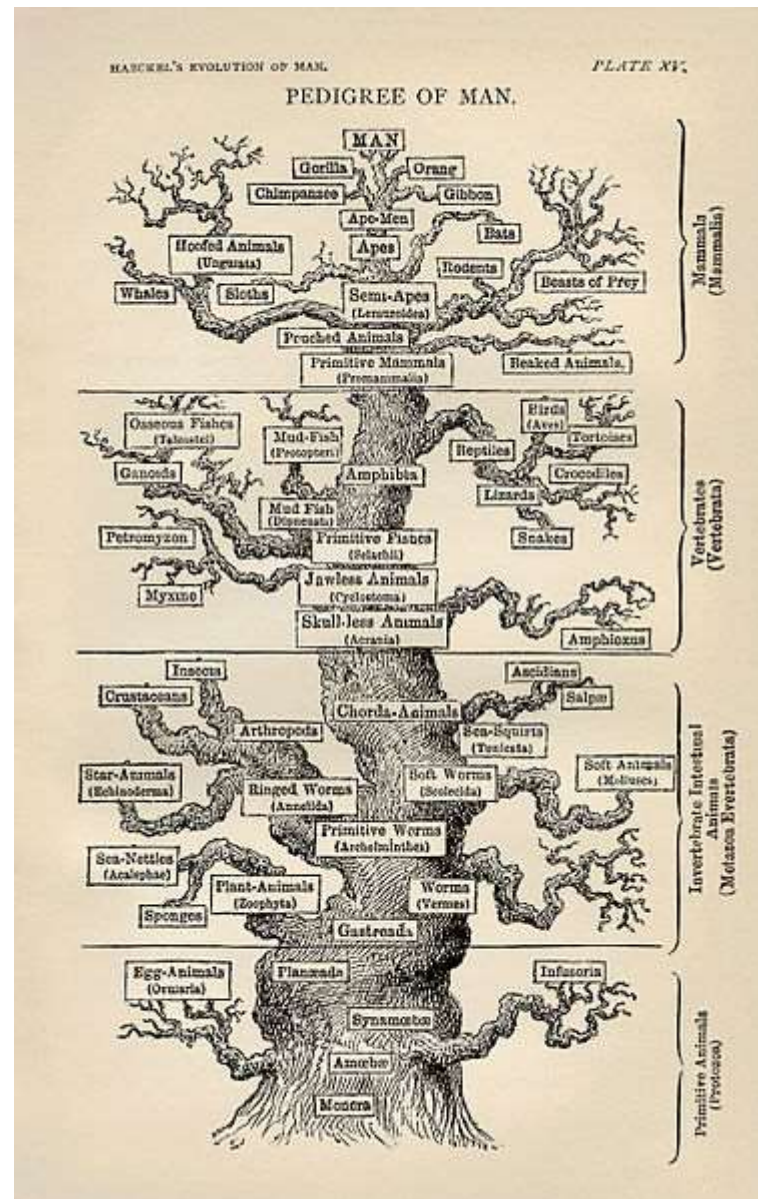 HAECKEL'S EVOLUTION OF MAN.
PLATE XV.
PEDIGREE OF MAN.
MAN
Gorilla
Orang
Chimpanzee
Gibbon
Ape-Men
Bats
Hoofed Animals
(Ungulata)
Apes
Rodents
Beasts of Prey
Whales
Sloths
Semi-Apes
(Lemuroidea)
Pouched Animals
Beaked Animals.
Primitive Mammals
(Promammalia)
Mammals
(Mammalia)
Osseous Fishes
(Teleostei)
Mud-Fish
(Protopteri)
Birds
(Aves)
Tortoises
Reptiles
Ganoids
Amphibia
Crocodiles
Lizards
Mud Fish
(Dipneusta)
Petromyzon
Primitive Fishes
(Selachii)
Snakes
Jawless Animals
(Cyclostoma)
Myxine
Skull-less Animals
(Acrania)
Amphioxus
Vertebrates
(Vertebrata)
Insects
Ascidians
Crustaceans
Salpæ
Chorda-Animals
Arthropods
Sea-Squirts
(Tunicata)
Star-Animals
(Echinoderma)
Ringed Worms
(Annelida)
Soft Worms
(Scolecida)
Soft Animals
(Molluscs)
Primitive Worms
(Archelminthes)
Sea-Nettles
(Acalephae)
Plant-Animals
(Zoophyta)
Worms
(Vermes)
Sponges
Gastreada
Invertebrate Intestinal
Animals
(Metazoa Evertebrata)
Egg-Animals
(Ovularia)
Planæada
Infusoria
Synamœbæ
Amœbæ
Monera
Primitive Animals
(Protozoa)